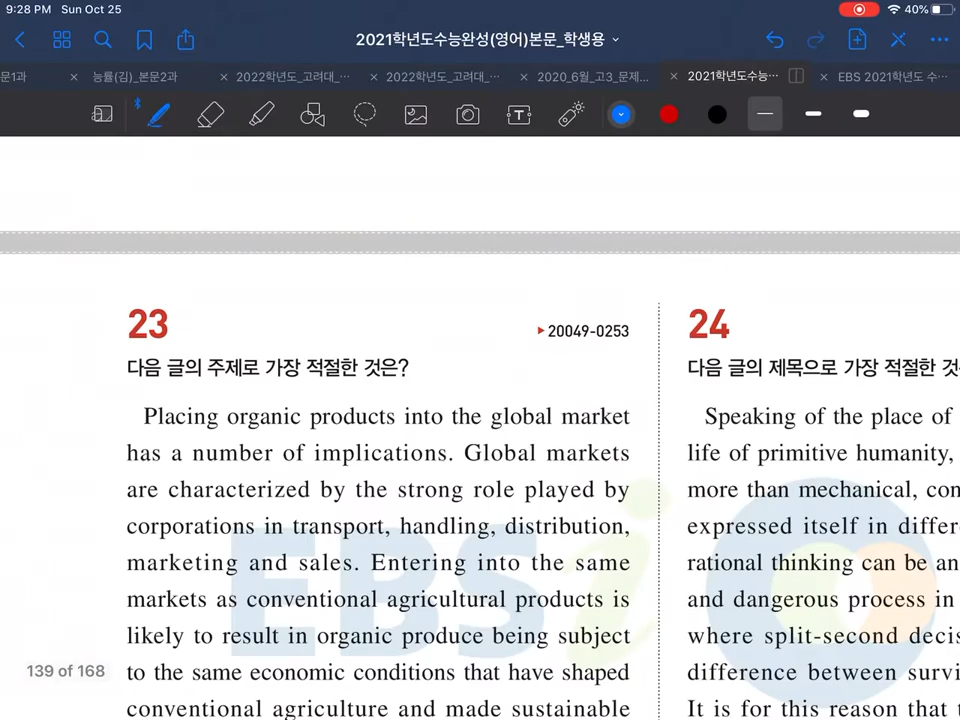 9:28 PM Sun Oct 25
40%
2021학년도수능완성(영어)본문_학생용
문1과
능률(김)_본문2과
2022학년도_고려대_…
2022학년도_고려대_…
2020_6월_고3_문제…
2021학년도수능…
EBS 2021학년도 수…
T
23
20049-0253
다음 글의 주제로 가장 적절한 것은?
Placing organic products into the global market
has a number of implications. Global markets
are characterized by the strong role played by
corporations in transport, handling, distribution,
marketing and sales. Entering into the same
markets as conventional agricultural products is
likely to result in organic produce being subject
to the same economic conditions that have shaped
conventional agriculture and made sustainable
24
다음 글의 제목으로 가장 적절한 것
Speaking of the place of
life of primitive humanity,
more than mechanical, con
expressed itself in differ
rational thinking can be an
and dangerous process in
where split-second decis
difference between survi
It is for this reason that t
139 of 168
EBSi